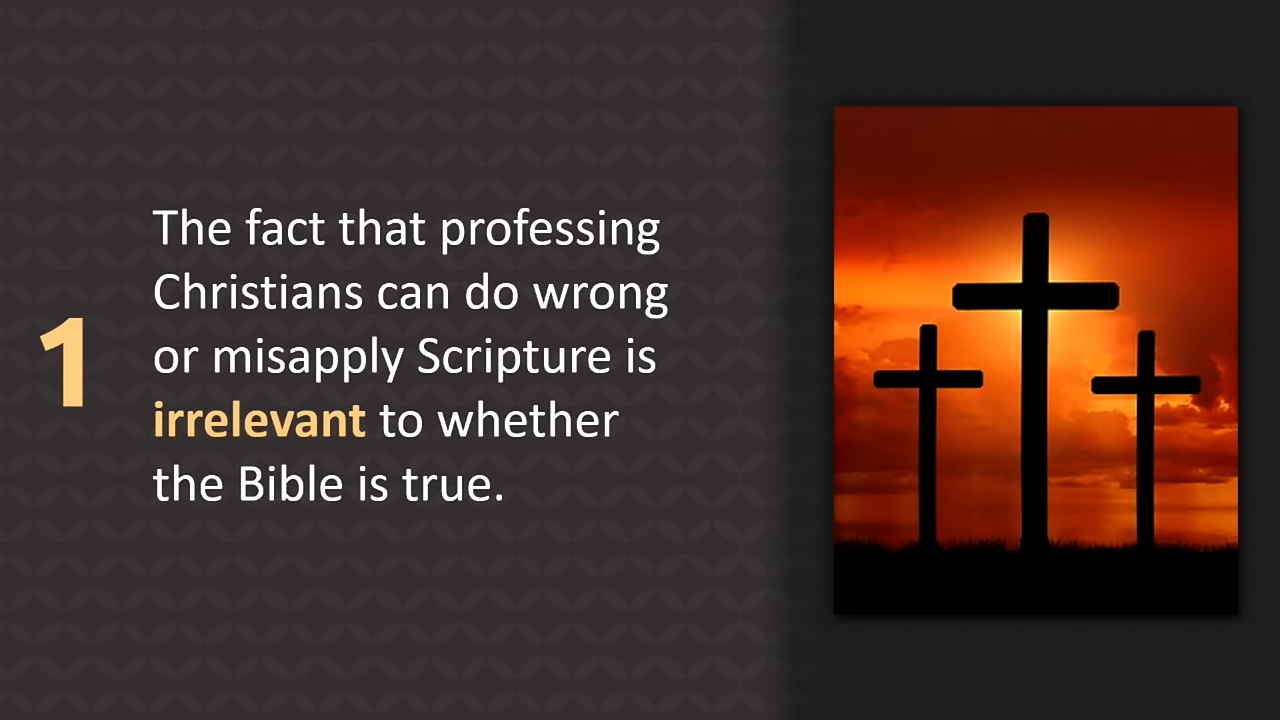 1
The fact that professing
Christians can do wrong
or misapply Scripture is
irrelevant to whether
the Bible is true.